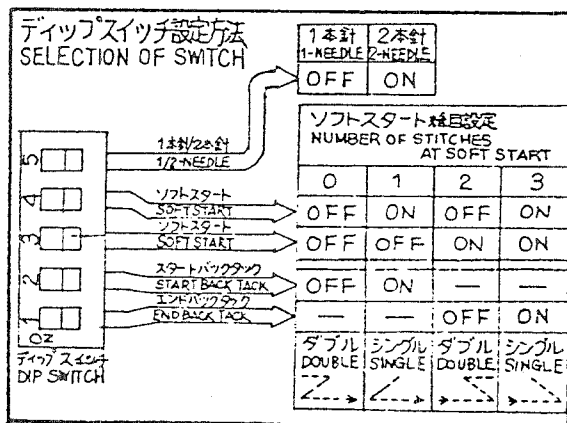 ディップスイッチ設定方法
SELECTION OF SWITCH
1本針 2本針
1-NEEDLE 2-NEEDLE
OFF ON
ソフトスタート縫目設定
NUMBER OF STITCHES
AT SOFT START
0 1 2 3
5 1本針/2本針
1/2-NEEDLE
4 ソフトスタート
SOFT START OFF ON OFF ON
3 ソフトスタート
SOFT START OFF OFF ON ON
2 スタートバックタック
START BACK TACK OFF ON — —
1 エンドバックタック
END BACK TACK — — OFF ON
ON
ディップスイッチ
DIP SWITCH
ダブル シングル ダブル シングル
DOUBLE SINGLE DOUBLE SINGLE